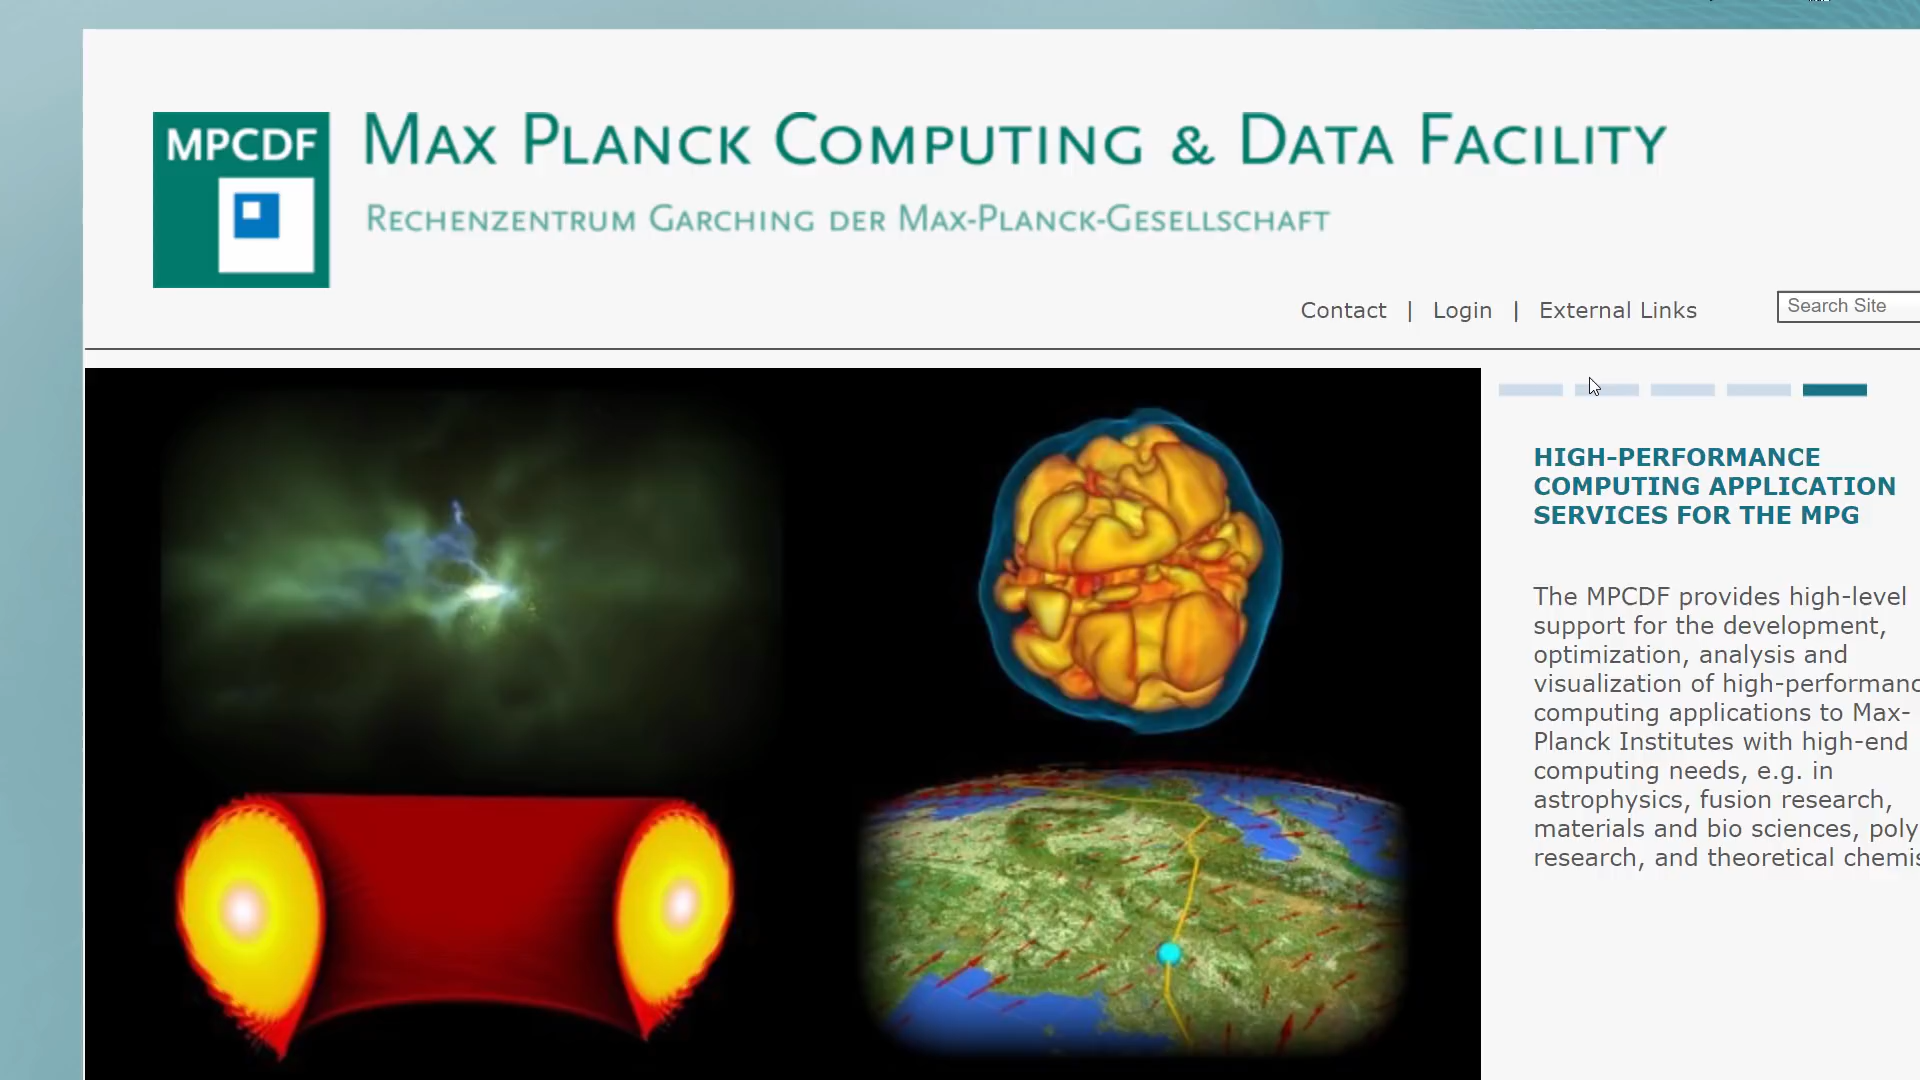 MPCDF
MAX PLANCK COMPUTING & DATA FACILITY
RECHENZENTRUM GARCHING DER MAX-PLANCK-GESELLSCHAFT
Contact | Login | External Links
Search Site
HIGH-PERFORMANCE
COMPUTING APPLICATION
SERVICES FOR THE MPG
The MPCDF provides high-level
support for the development,
optimization, analysis and
visualization of high-performanc
computing applications to Max-
Planck Institutes with high-end
computing needs, e.g. in
astrophysics, fusion research,
materials and bio sciences, poly
research, and theoretical chemis